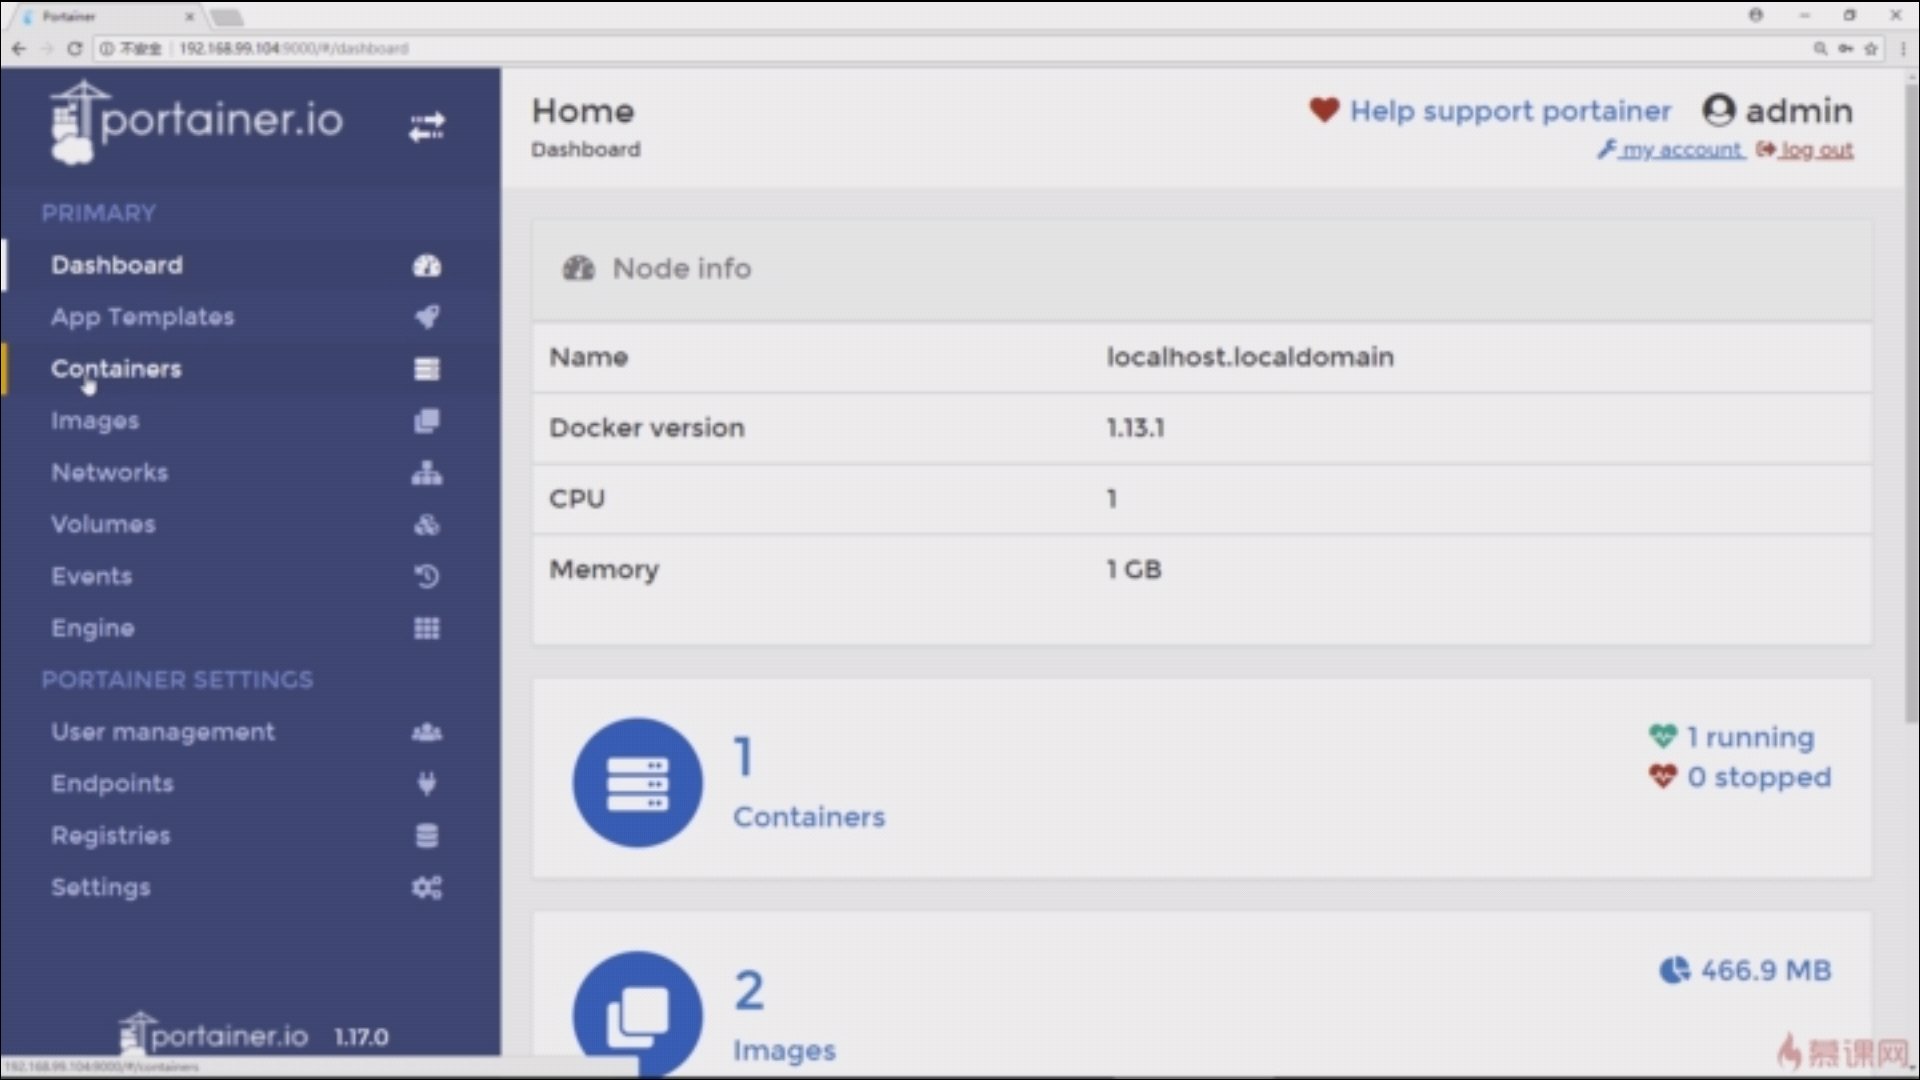 Portainer
不安全 192.168.99.104:9000/#/dashboard
portainer.io
Home
Help support portainer
admin
Dashboard
my account
log out
PRIMARY
Dashboard
App Templates
Containers
Images
Networks
Volumes
Events
Engine
PORTAINER SETTINGS
User management
Endpoints
Registries
Settings
portainer.io 1.17.0
192.168.99.104:9000/#/containers
Node info
Name localhost.localdomain
Docker version 1.13.1
CPU 1
Memory 1 GB
1
Containers
1 running
0 stopped
2
Images
466.9 MB
慕课网